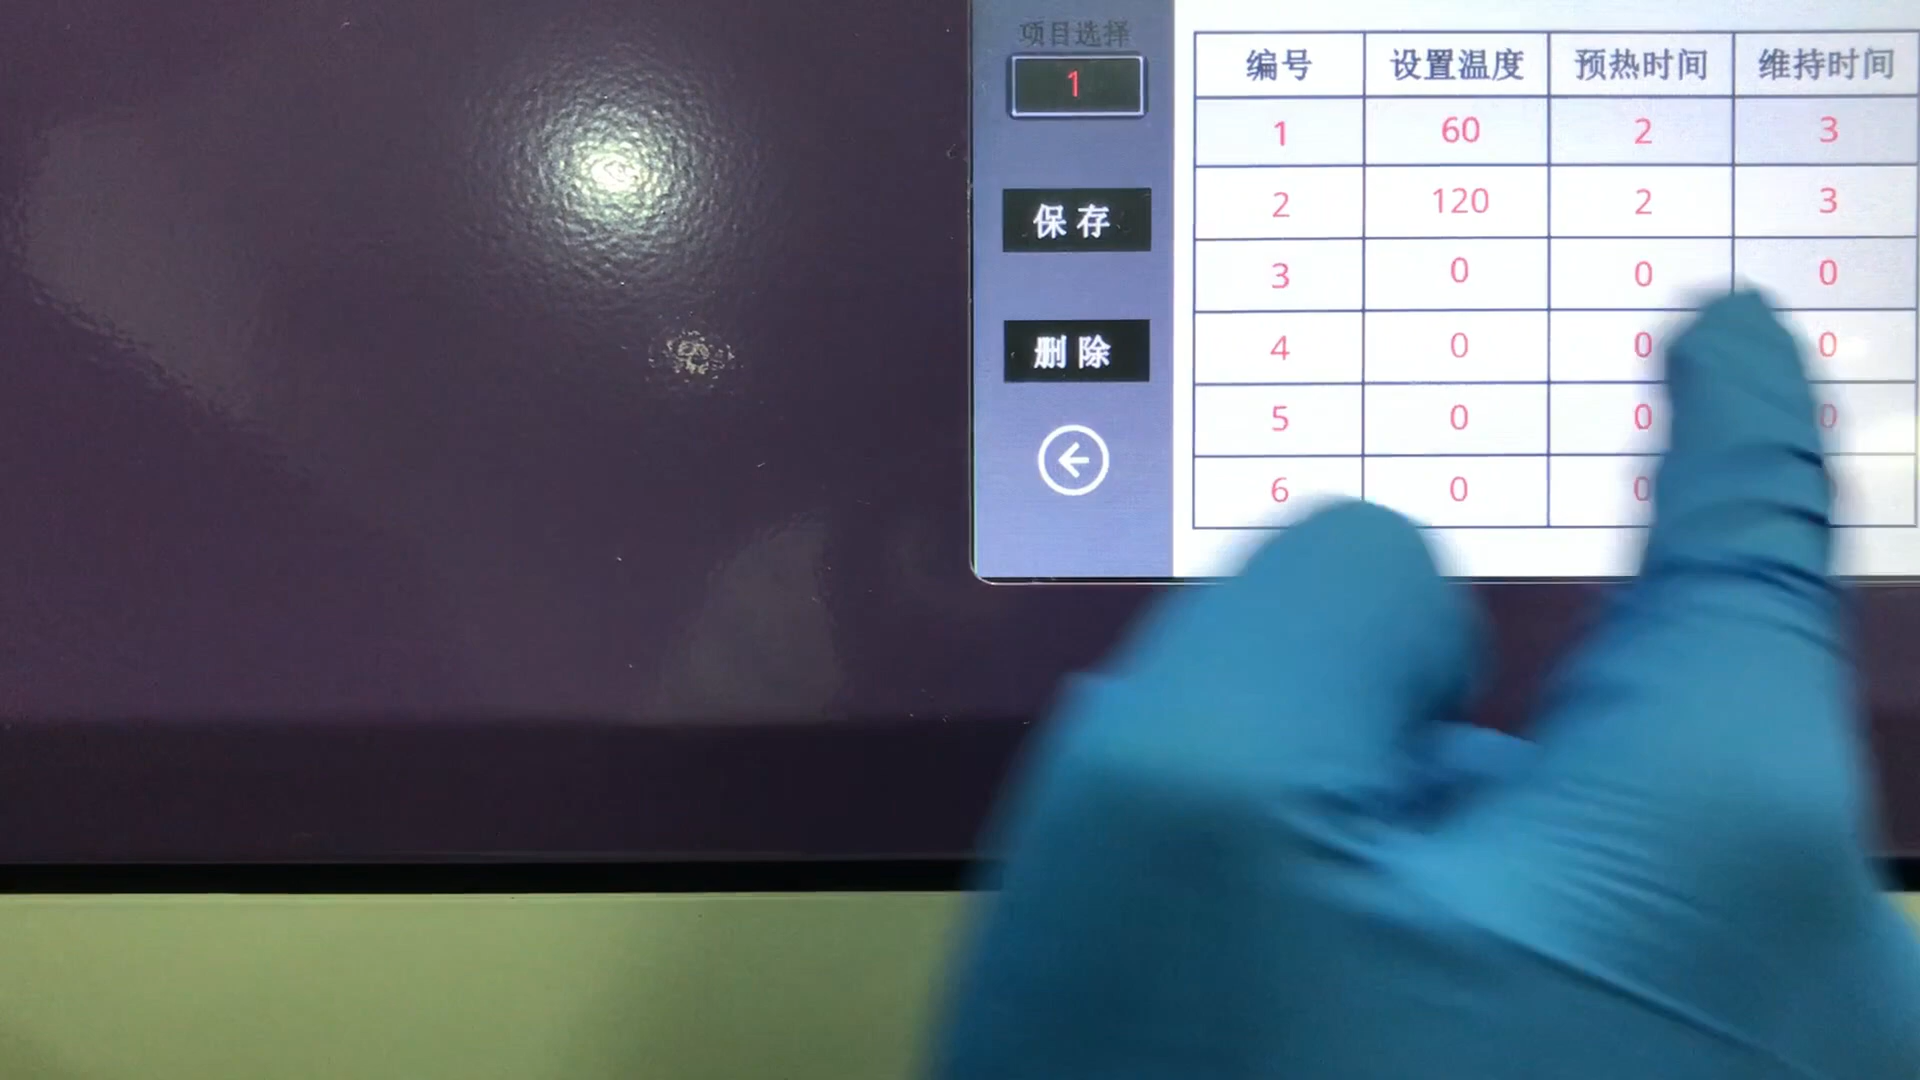 项目选择
1
保存
删除
编号 设置温度 预热时间 维持时间
1 60 2 3
2 120 2 3
3 0 0 0
4 0 0 0
5 0 0 0
6 0 0